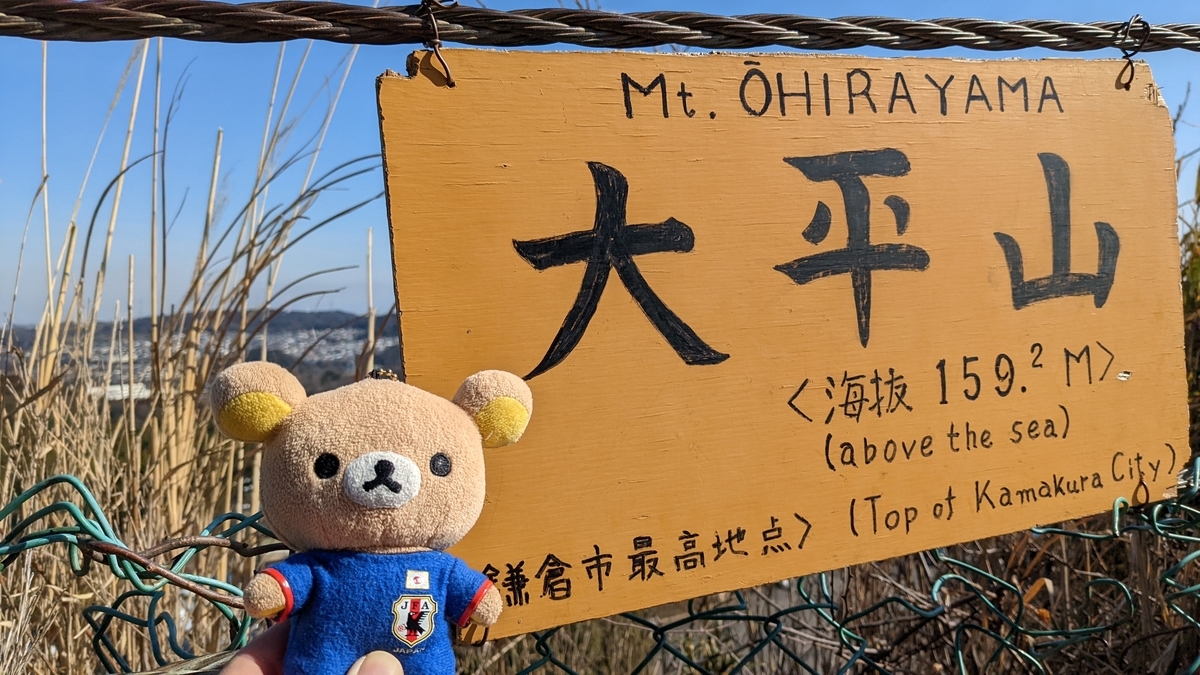 Mt. ŌHIRAYAMA
大平山
〈海抜 159.² M〉
(above the sea)
鎌倉市最高地点〉 (Top of Kamakura City)
JFA
JAPAN